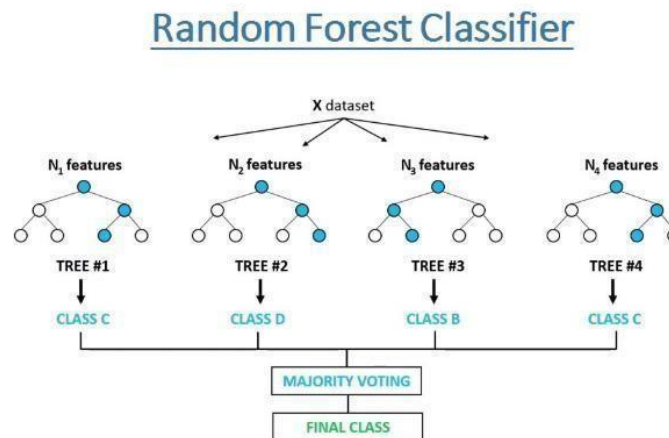 Random Forest Classifier
X dataset
N₁ features N₂ features N₃ features N₄ features
TREE #1 TREE #2 TREE #3 TREE #4
CLASS C CLASS D CLASS B CLASS C
MAJORITY VOTING
FINAL CLASS